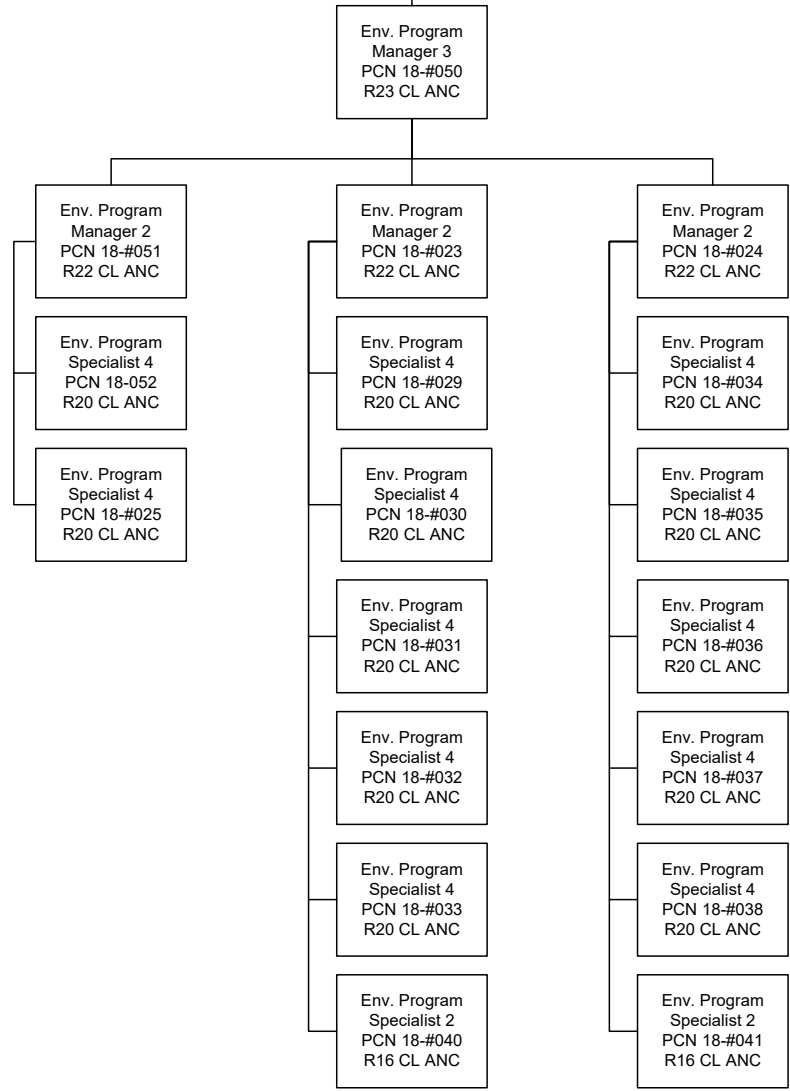 Env. Program
Manager 3
PCN 18-#050
R23 CL ANC
Env. Program
Manager 2
PCN 18-#051
R22 CL ANC
Env. Program
Specialist 4
PCN 18-052
R20 CL ANC
Env. Program
Specialist 4
PCN 18-#025
R20 CL ANC
Env. Program
Manager 2
PCN 18-#023
R22 CL ANC
Env. Program
Specialist 4
PCN 18-#029
R20 CL ANC
Env. Program
Specialist 4
PCN 18-#030
R20 CL ANC
Env. Program
Specialist 4
PCN 18-#031
R20 CL ANC
Env. Program
Specialist 4
PCN 18-#032
R20 CL ANC
Env. Program
Specialist 4
PCN 18-#033
R20 CL ANC
Env. Program
Specialist 2
PCN 18-#040
R16 CL ANC
Env. Program
Manager 2
PCN 18-#024
R22 CL ANC
Env. Program
Specialist 4
PCN 18-#034
R20 CL ANC
Env. Program
Specialist 4
PCN 18-#035
R20 CL ANC
Env. Program
Specialist 4
PCN 18-#036
R20 CL ANC
Env. Program
Specialist 4
PCN 18-#037
R20 CL ANC
Env. Program
Specialist 4
PCN 18-#038
R20 CL ANC
Env. Program
Specialist 2
PCN 18-#041
R16 CL ANC